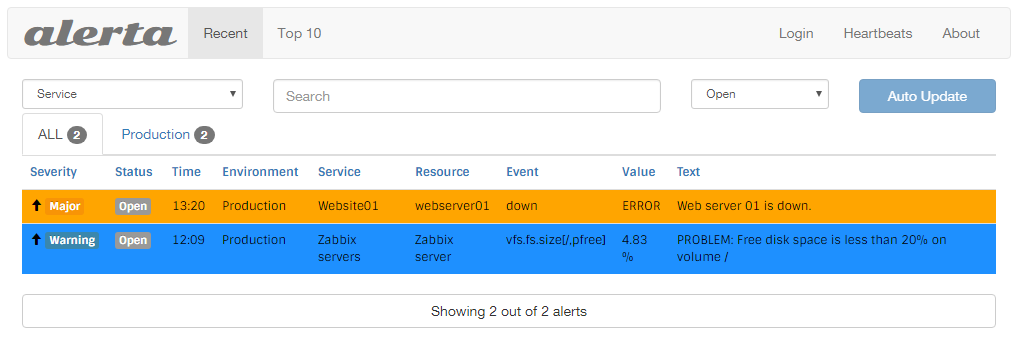 alerta Recent Top 10 Login Heartbeats About
Service Search Open Auto Update
ALL 2 Production 2
Severity Status Time Environment Service Resource Event Value Text
Major Open 13:20 Production Website01 webserver01 down ERROR Web server 01 is down.
Warning Open 12:09 Production Zabbix Zabbix vfs.fs.size[/,pfree] 4.83 PROBLEM: Free disk space is less than 20% on
servers server % volume /
Showing 2 out of 2 alerts